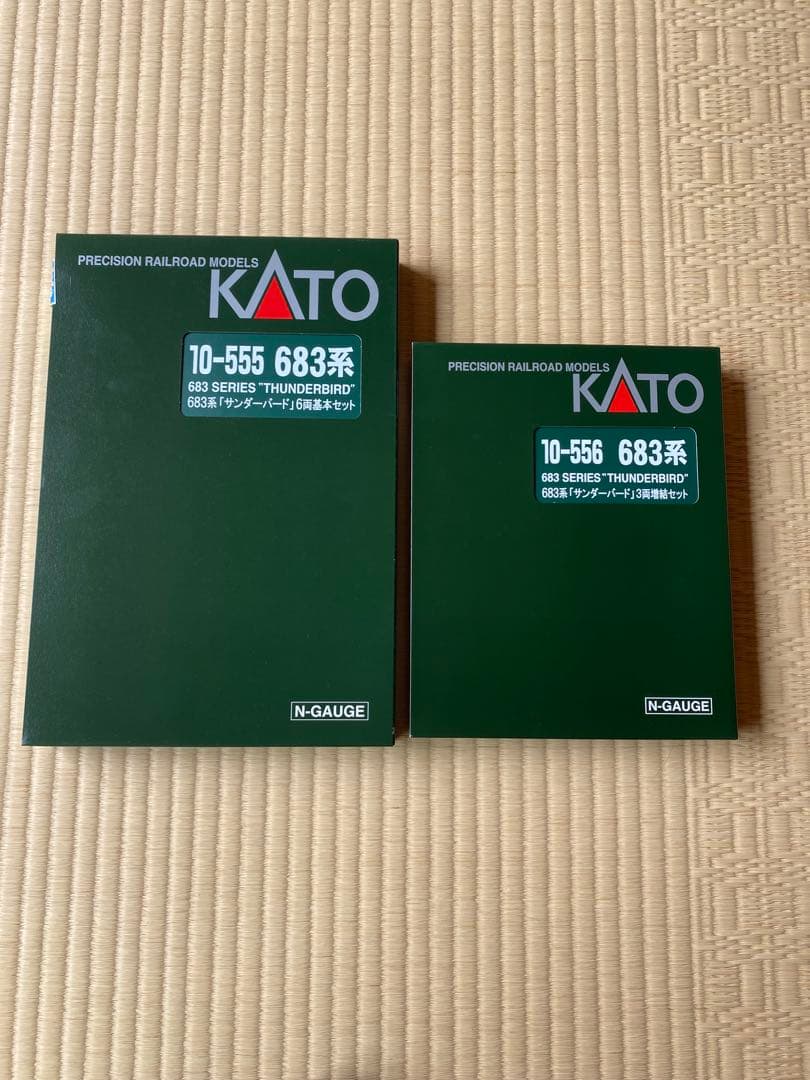 PRECISION RAILROAD MODELS
KATO
10-555 683系
683 SERIES "THUNDERBIRD"
683系「サンダーバード」6両基本セット
N-GAUGE
PRECISION RAILROAD MODELS
KATO
10-556 683系
683 SERIES "THUNDERBIRD"
683系「サンダーバード」3両増結セット
N-GAUGE